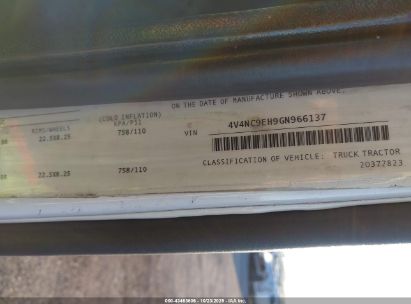 ON THE DATE OF MANUFACTURE SHOWN ABOVE.
RIMS/WHEELS (COLD INFLATION) KPA/PSI
22.5X8.25 758/110 VIN 4V4NC9EH9GN966137
CLASSIFICATION OF VEHICLE: TRUCK TRACTOR
22.5X8.25 758/110 20377823